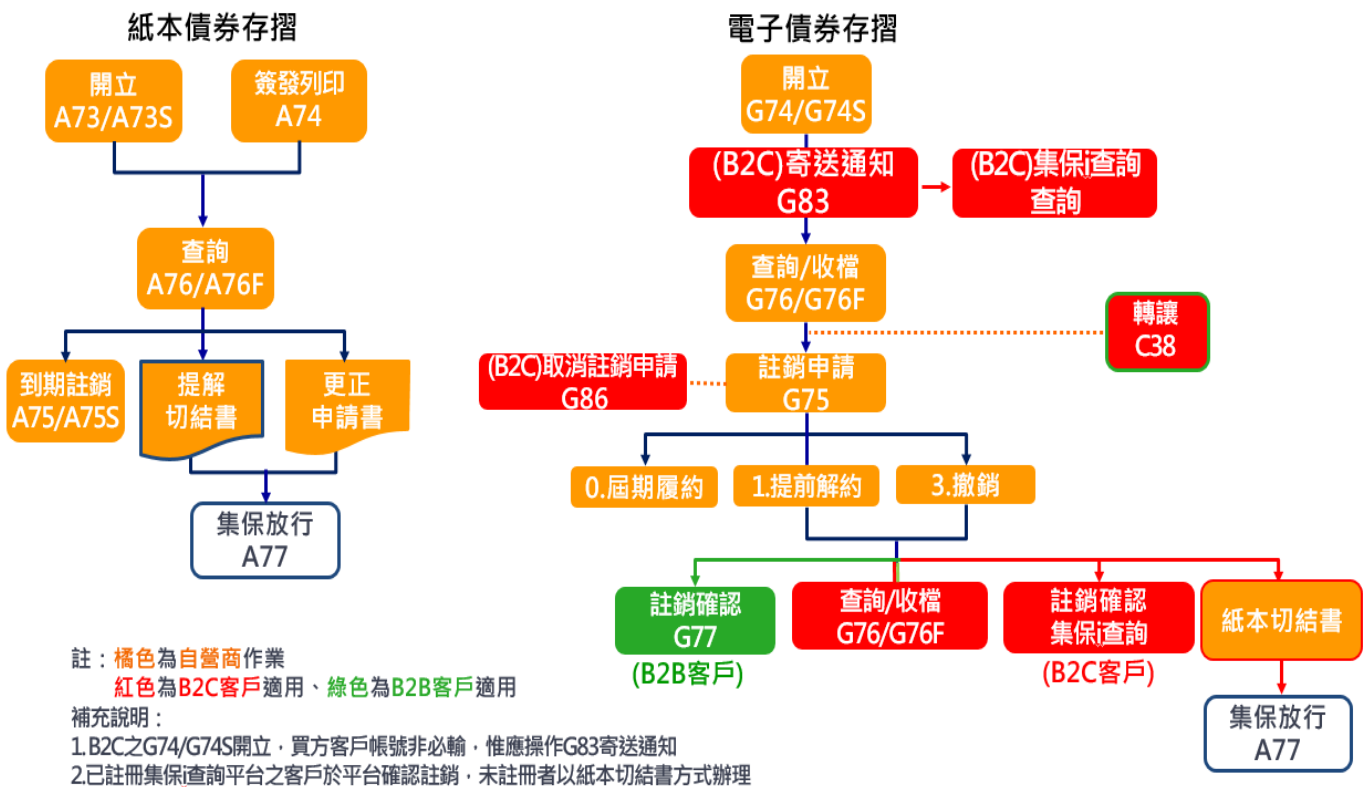 紙本債券存摺
開立
A73/A73S
簽發列印
A74
查詢
A76/A76F
到期註銷
A75/A75S
提解
切結書
更正
申請書
集保放行
A77
電子債券存摺
開立
G74/G74S
(B2C)寄送通知
G83
(B2C)集保i查詢
查詢
查詢/收檔
G76/G76F
轉讓
C38
(B2C)取消註銷申請
G86
註銷申請
G75
0.屆期履約
1.提前解約
3.撤銷
註銷確認
G77
(B2B客戶)
查詢/收檔
G76/G76F
註銷確認
集保i查詢
(B2C客戶)
紙本切結書
集保放行
A77
註：橘色為自營商作業
紅色為B2C客戶適用、綠色為B2B客戶適用
補充說明：
1.B2C之G74/G74S開立，買方客戶帳號非必輸，惟應操作G83寄送通知
2.已註冊集保i查詢平台之客戶於平台確認註銷，未註冊者以紙本切結書方式辦理